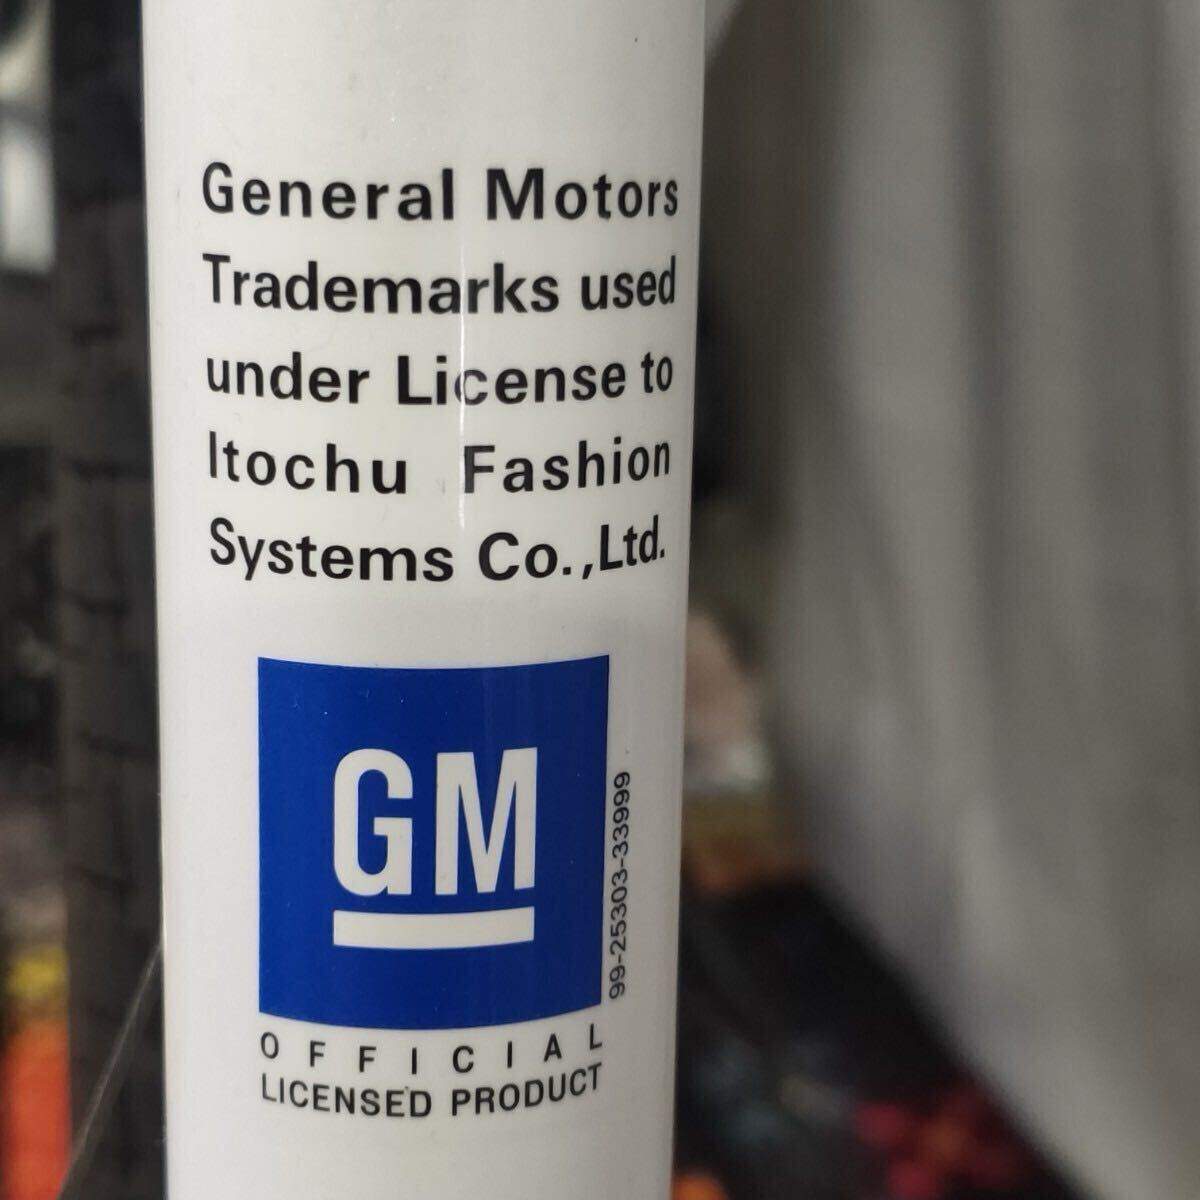 General Motors
Trademarks used
under License to
Itochu Fashion
Systems Co.,Ltd.
GM
99-25303-33999
OFFICIAL
LICENSED PRODUCT